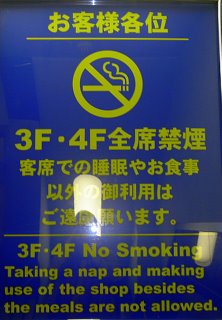 お客様各位
3F・4F全席禁煙
客席での睡眠やお食事
以外の御利用は
ご遠慮願います。
3F・4F No Smoking
Taking a nap and making
use of the shop besides
the meals are not allowed.